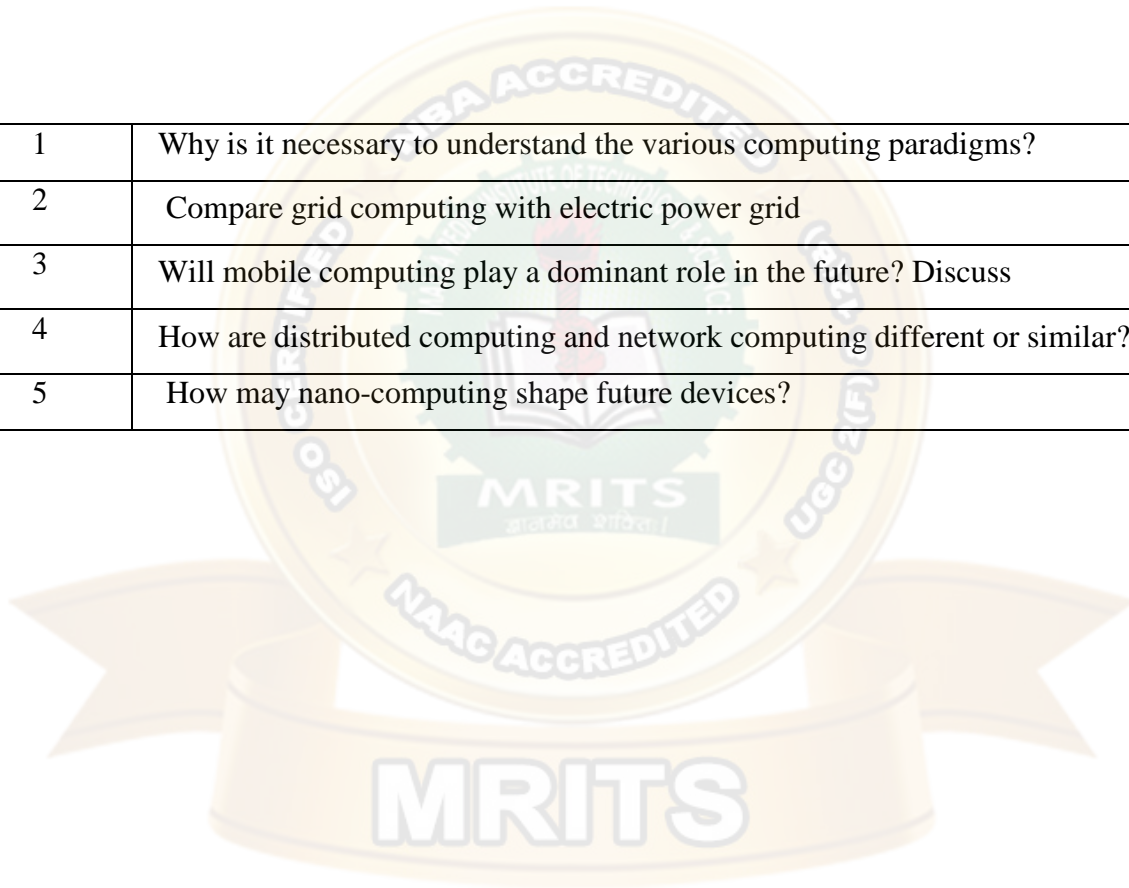 NBA ACCREDITED
1 Why is it necessary to understand the various computing paradigms?
2 Compare grid computing with electric power grid
3 Will mobile computing play a dominant role in the future? Discuss
4 How are distributed computing and network computing different or similar?
5 How may nano-computing shape future devices?
MRITS
ज्ञानमेव शक्तिः।
NAAC ACCREDITED
MRITS